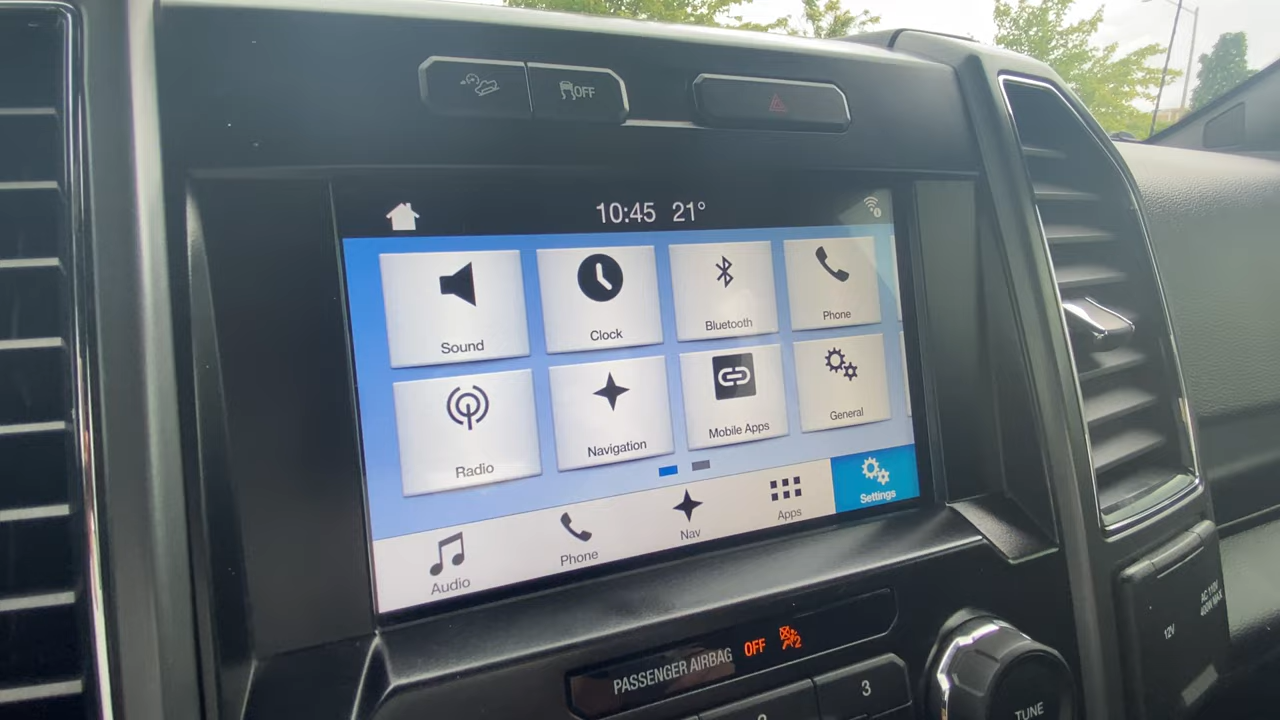 OFF
10:45 21°
Sound
Clock
Bluetooth
Phone
Radio
Navigation
Mobile Apps
General
Audio
Phone
Nav
Apps
Settings
PASSENGER AIRBAG OFF 2
3
TUNE
12V
AC 110V
400W MAX